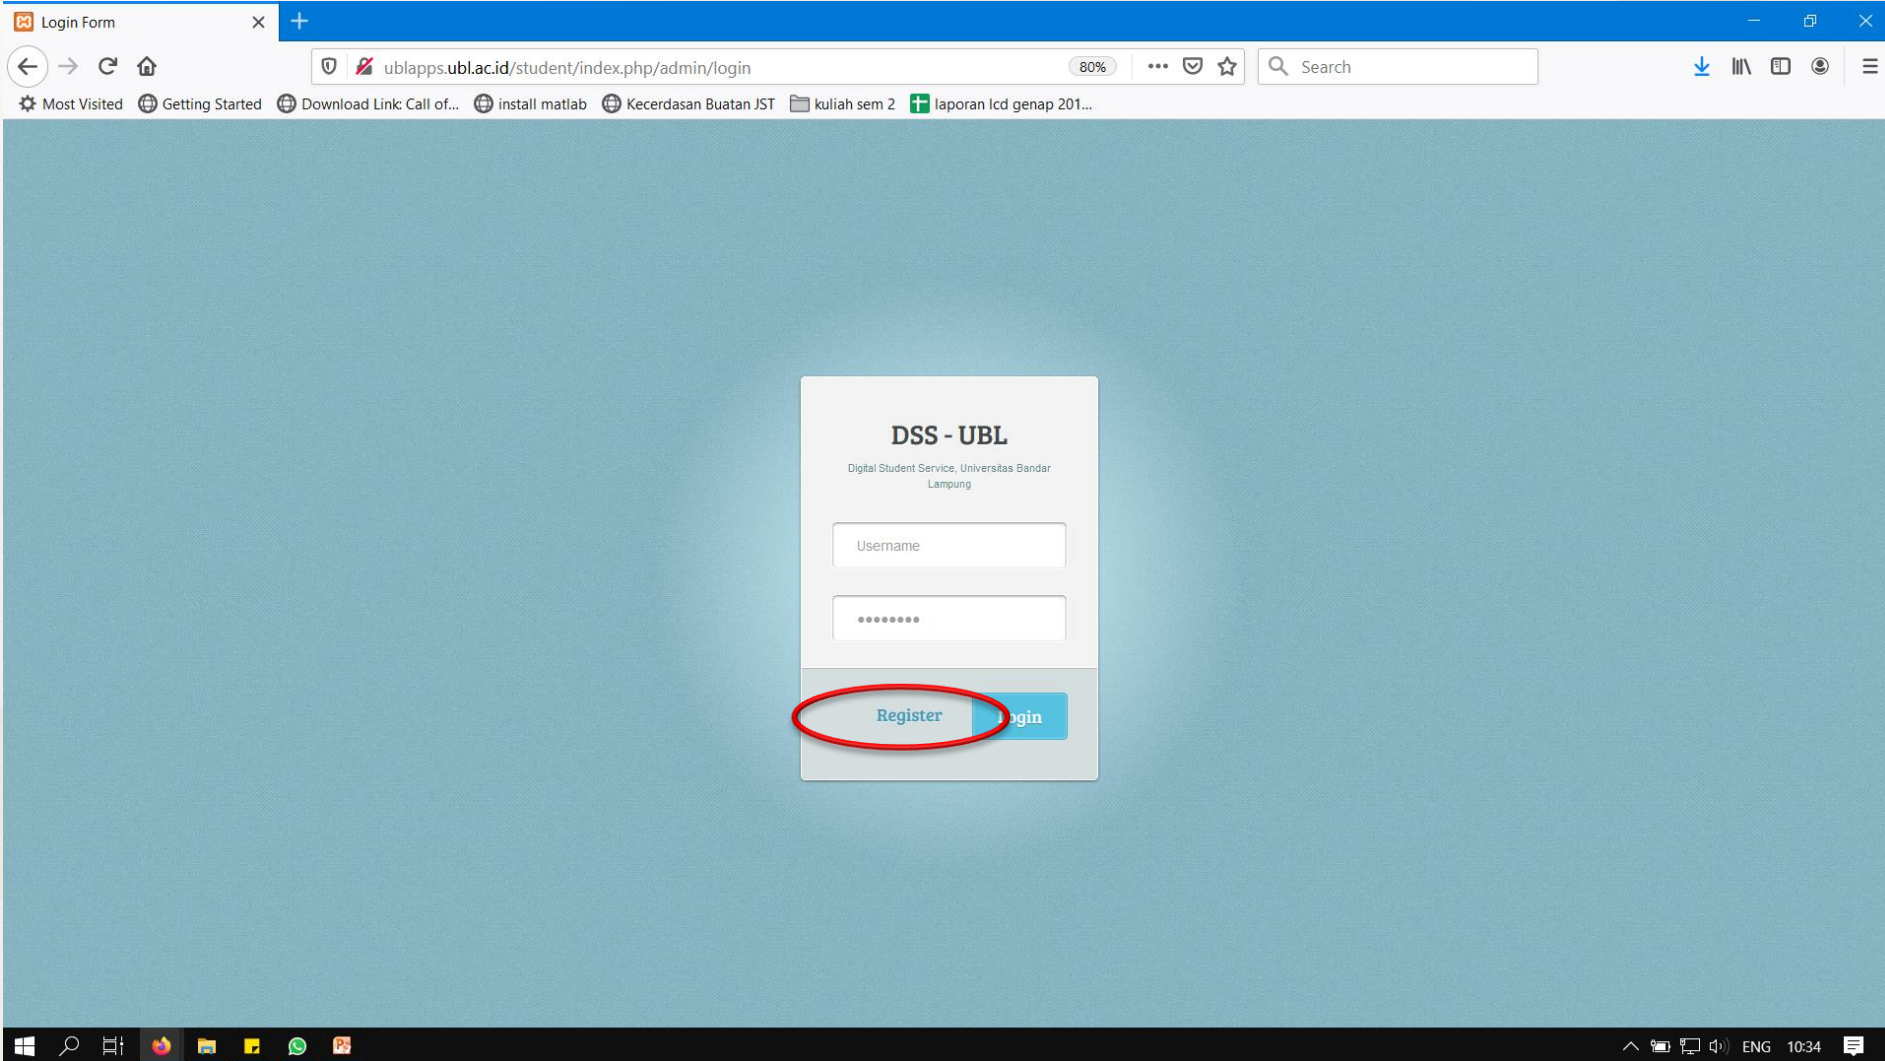 Login Form
ublapps.ubl.ac.id/student/index.php/admin/login
80%
Search
Most Visited
Getting Started
Download Link: Call of...
install matlab
Kecerdasan Buatan JST
kuliah sem 2
laporan lcd genap 201...
DSS - UBL
Digital Student Service, Universitas Bandar
Lampung
Username
Register
Login
ENG
10:34